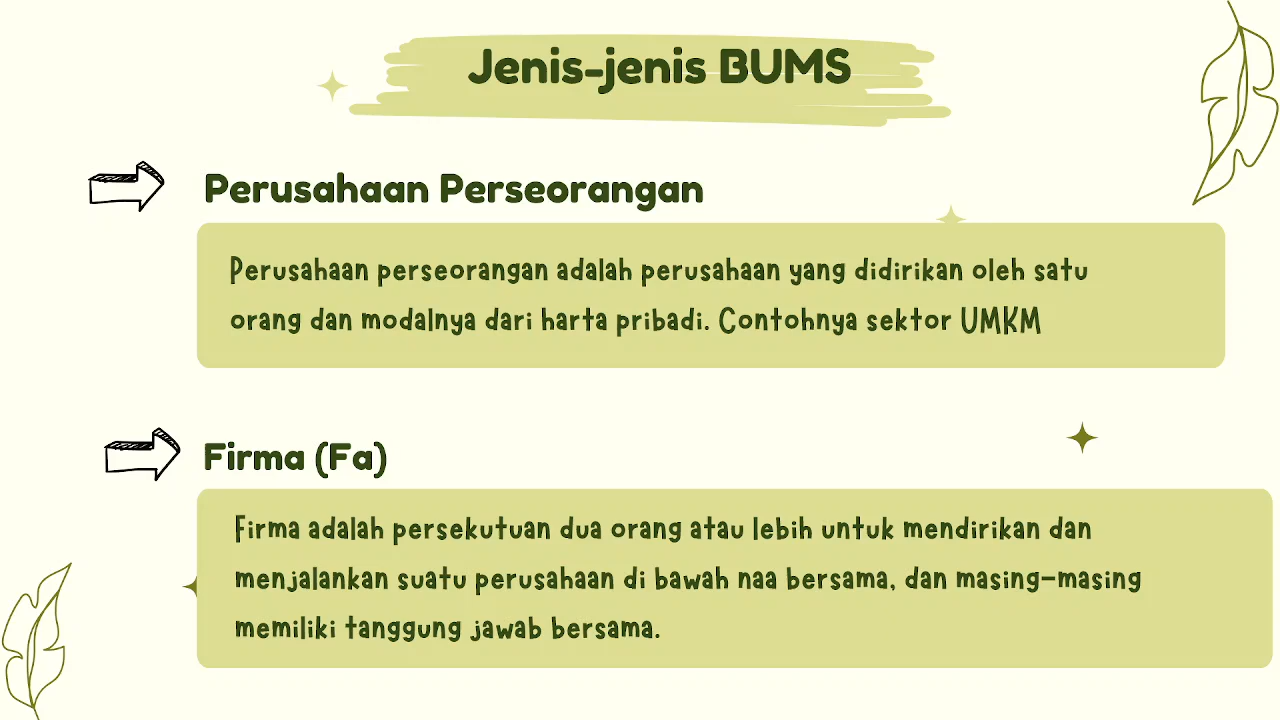 Jenis-jenis BUMS
Perusahaan Perseorangan
Perusahaan perseorangan adalah perusahaan yang didirikan oleh satu
orang dan modalnya dari harta pribadi. Contohnya sektor UMKM
Firma (Fa)
Firma adalah persekutuan dua orang atau lebih untuk mendirikan dan
menjalankan suatu perusahaan di bawah naa bersama, dan masing-masing
memiliki tanggung jawab bersama.